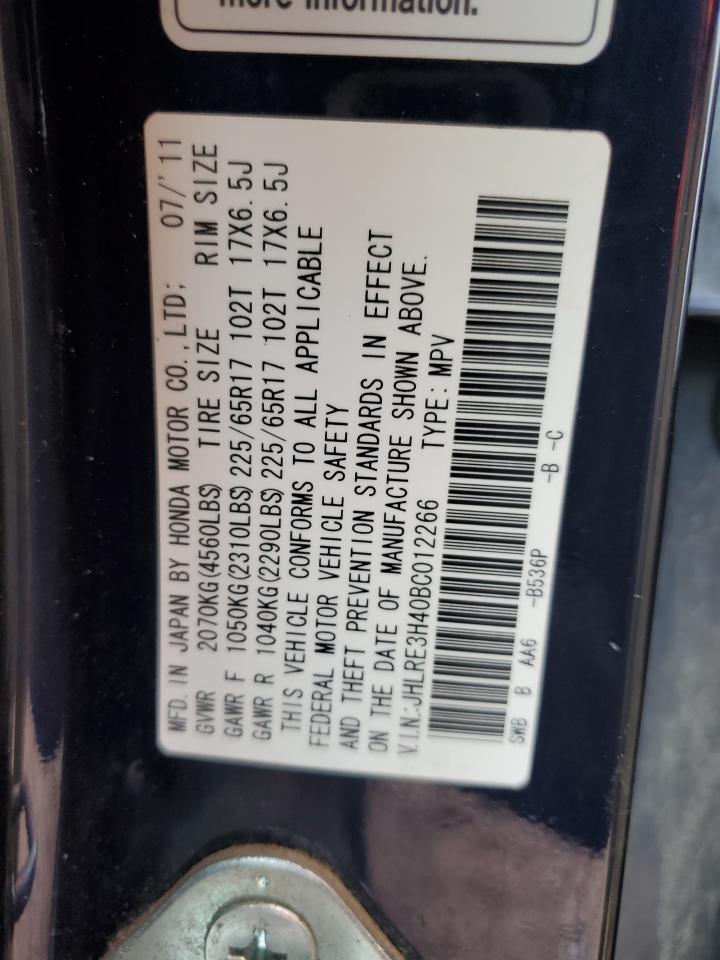 more information.
MFD. IN JAPAN BY HONDA MOTOR CO., LTD; 07/'11
GVWR 2070KG(4560LBS) TIRE SIZE RIM SIZE
GAWR F 1050KG(2310LBS) 225/65R17 102T 17X6.5J
GAWR R 1040KG(2290LBS) 225/65R17 102T 17X6.5J
THIS VEHICLE CONFORMS TO ALL APPLICABLE
FEDERAL MOTOR VEHICLE SAFETY
AND THEFT PREVENTION STANDARDS IN EFFECT
ON THE DATE OF MANUFACTURE SHOWN ABOVE.
V.I.N.:JHLRE3H40BC012266 TYPE: MPV
SWB B AA6 -B536P -B -C